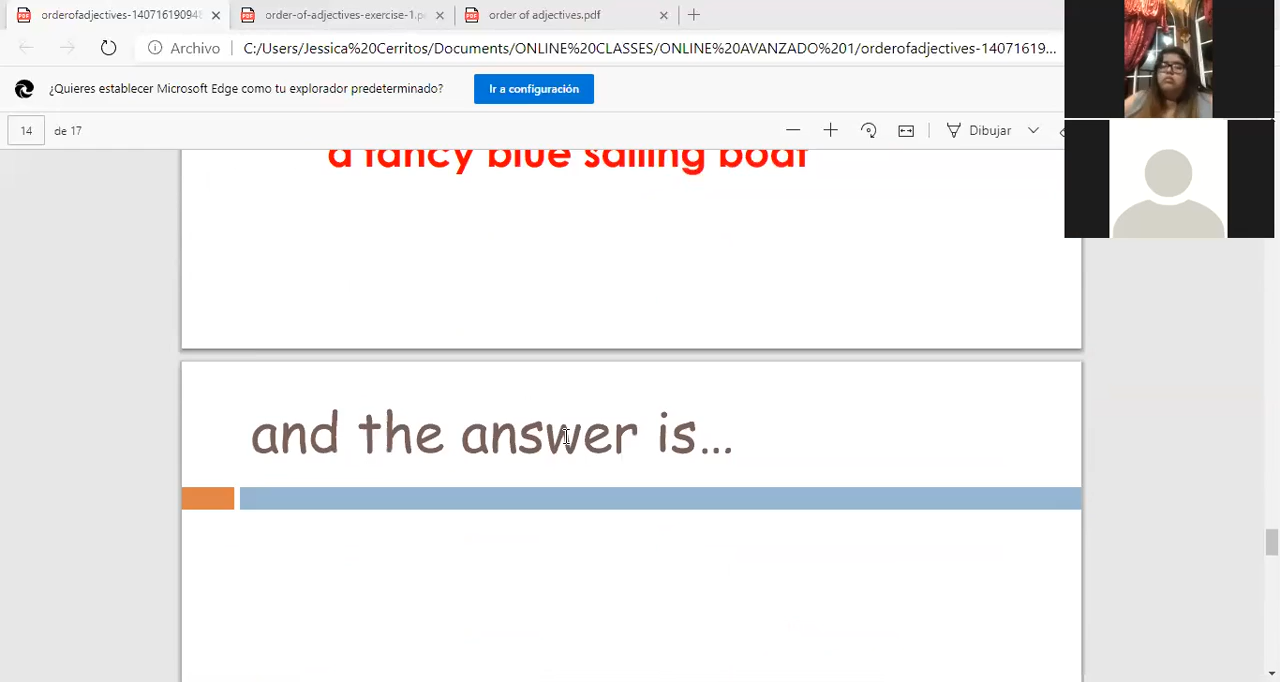 orderofadjectives-1407161909
order-of-adjectives-exercise-1.p
order of adjectives.pdf
Archivo
C:/Users/Jessica%20Cerritos/Documents/ONLINE%20CLASSES/ONLINE%20AVANZADO%201/orderofadjectives-14071619...
¿Quieres establecer Microsoft Edge como tu explorador predeterminado?
Ir a configuración
14 de 17
Dibujar
a fancy blue sailing boat
and the answer is...